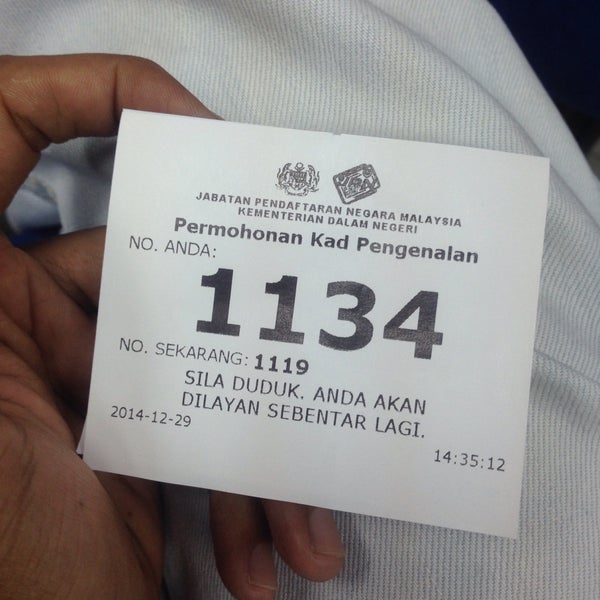 JABATAN PENDAFTARAN NEGARA MALAYSIA
KEMENTERIAN DALAM NEGERI
Permohonan Kad Pengenalan
NO. ANDA:
1134
NO. SEKARANG: 1119
SILA DUDUK. ANDA AKAN
DILAYAN SEBENTAR LAGI.
2014-12-29
14:35:12